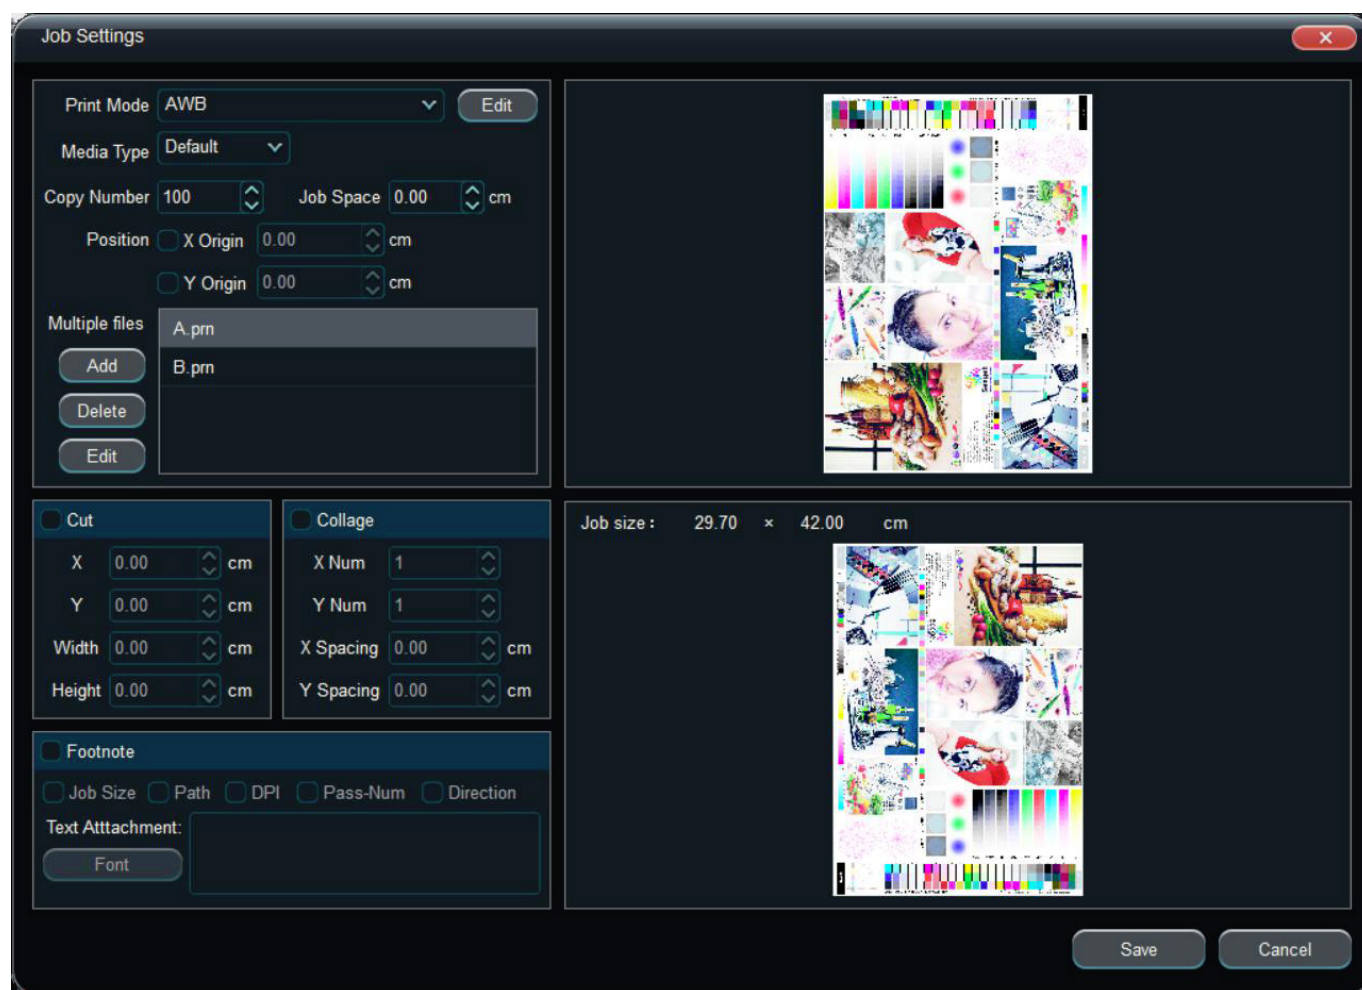 Job Settings
Print Mode AWB Edit
Media Type Default
Copy Number 100 Job Space 0.00 cm
Position X Origin 0.00 cm
Y Origin 0.00 cm
Multiple files A.prn
Add B.prn
Delete
Edit
Cut
X 0.00 cm
Y 0.00 cm
Width 0.00 cm
Height 0.00 cm
Collage
X Num 1
Y Num 1
X Spacing 0.00 cm
Y Spacing 0.00 cm
Footnote
Job Size Path DPI Pass-Num Direction
Text Atttachment:
Font
Job size : 29.70 × 42.00 cm
Save Cancel